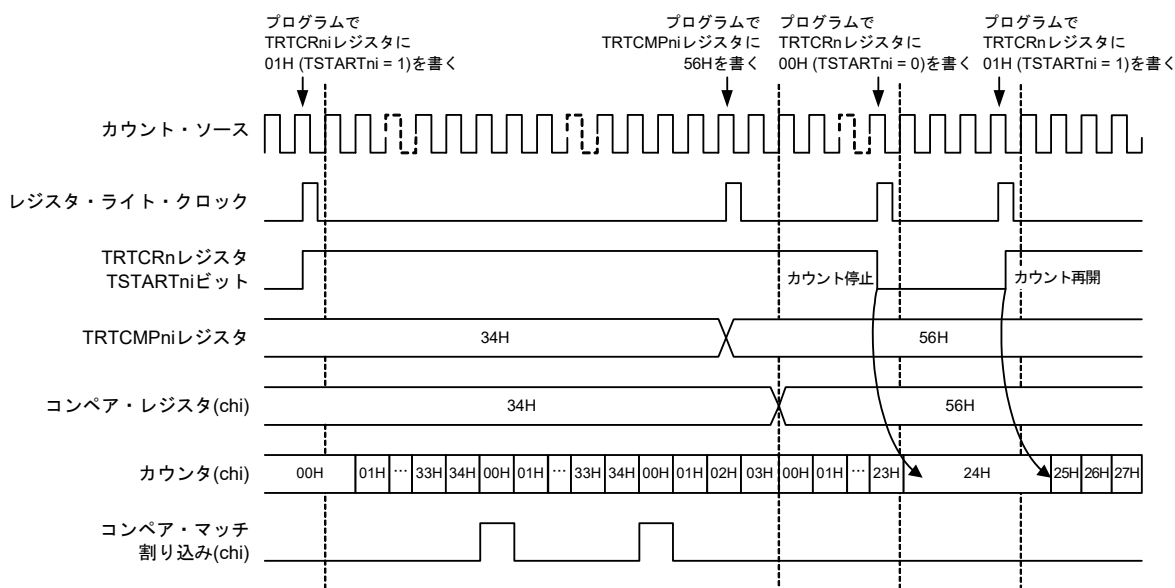 プログラムで
TRTCRniレジスタに
01H (TSTARTni = 1)を書く
プログラムで
TRTCMPniレジスタに
56Hを書く
プログラムで
TRTCRnレジスタに
00H (TSTARTni = 0)を書く
プログラムで
TRTCRnレジスタに
01H (TSTARTni = 1)を書く
カウント・ソース
レジスタ・ライト・クロック
TRTCRnレジスタ
TSTARTniビット
カウント停止
カウント再開
TRTCMPniレジスタ
34H
56H
コンペア・レジスタ(chi)
34H
56H
カウンタ(chi)
00H 01H … 33H 34H 00H 01H … 33H 34H 00H 01H 02H 03H 00H 01H … 23H 24H 25H 26H 27H
コンペア・マッチ
割り込み(chi)